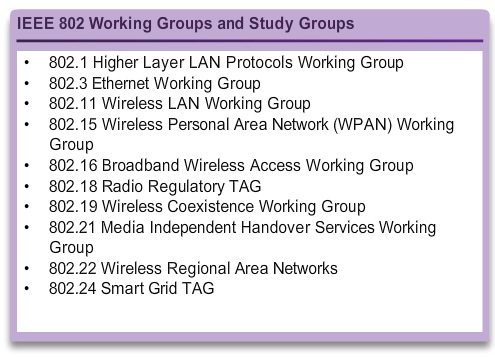 IEEE 802 Working Groups and Study Groups
• 802.1 Higher Layer LAN Protocols Working Group
• 802.3 Ethernet Working Group
• 802.11 Wireless LAN Working Group
• 802.15 Wireless Personal Area Network (WPAN) Working
Group
• 802.16 Broadband Wireless Access Working Group
• 802.18 Radio Regulatory TAG
• 802.19 Wireless Coexistence Working Group
• 802.21 Media Independent Handover Services Working
Group
• 802.22 Wireless Regional Area Networks
• 802.24 Smart Grid TAG